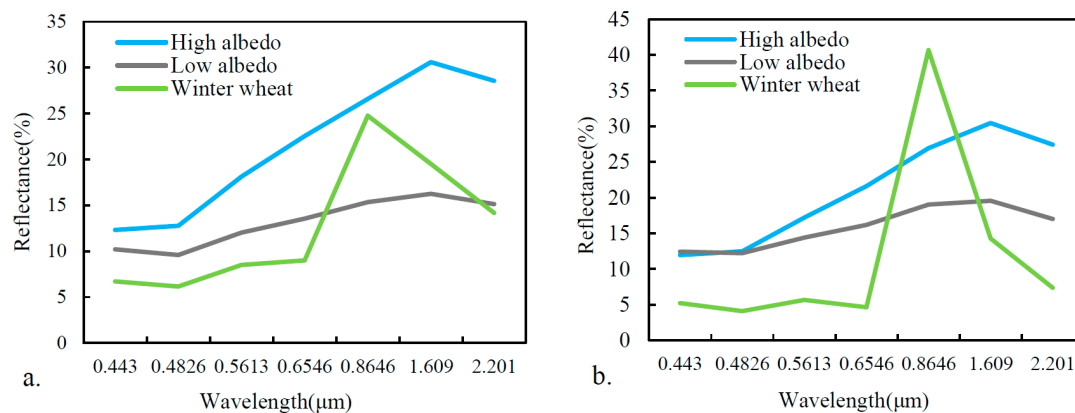 35
30
25
20
15
10
5
0
Reflectance(%)
High albedo
Low albedo
Winter wheat
0.443 0.4826 0.5613 0.6546 0.8646 1.609 2.201
Wavelength(μm)
a.
45
40
35
30
25
20
15
10
5
0
Reflectance(%)
High albedo
Low albedo
Winter wheat
0.443 0.4826 0.5613 0.6546 0.8646 1.609 2.201
Wavelength(μm)
b.